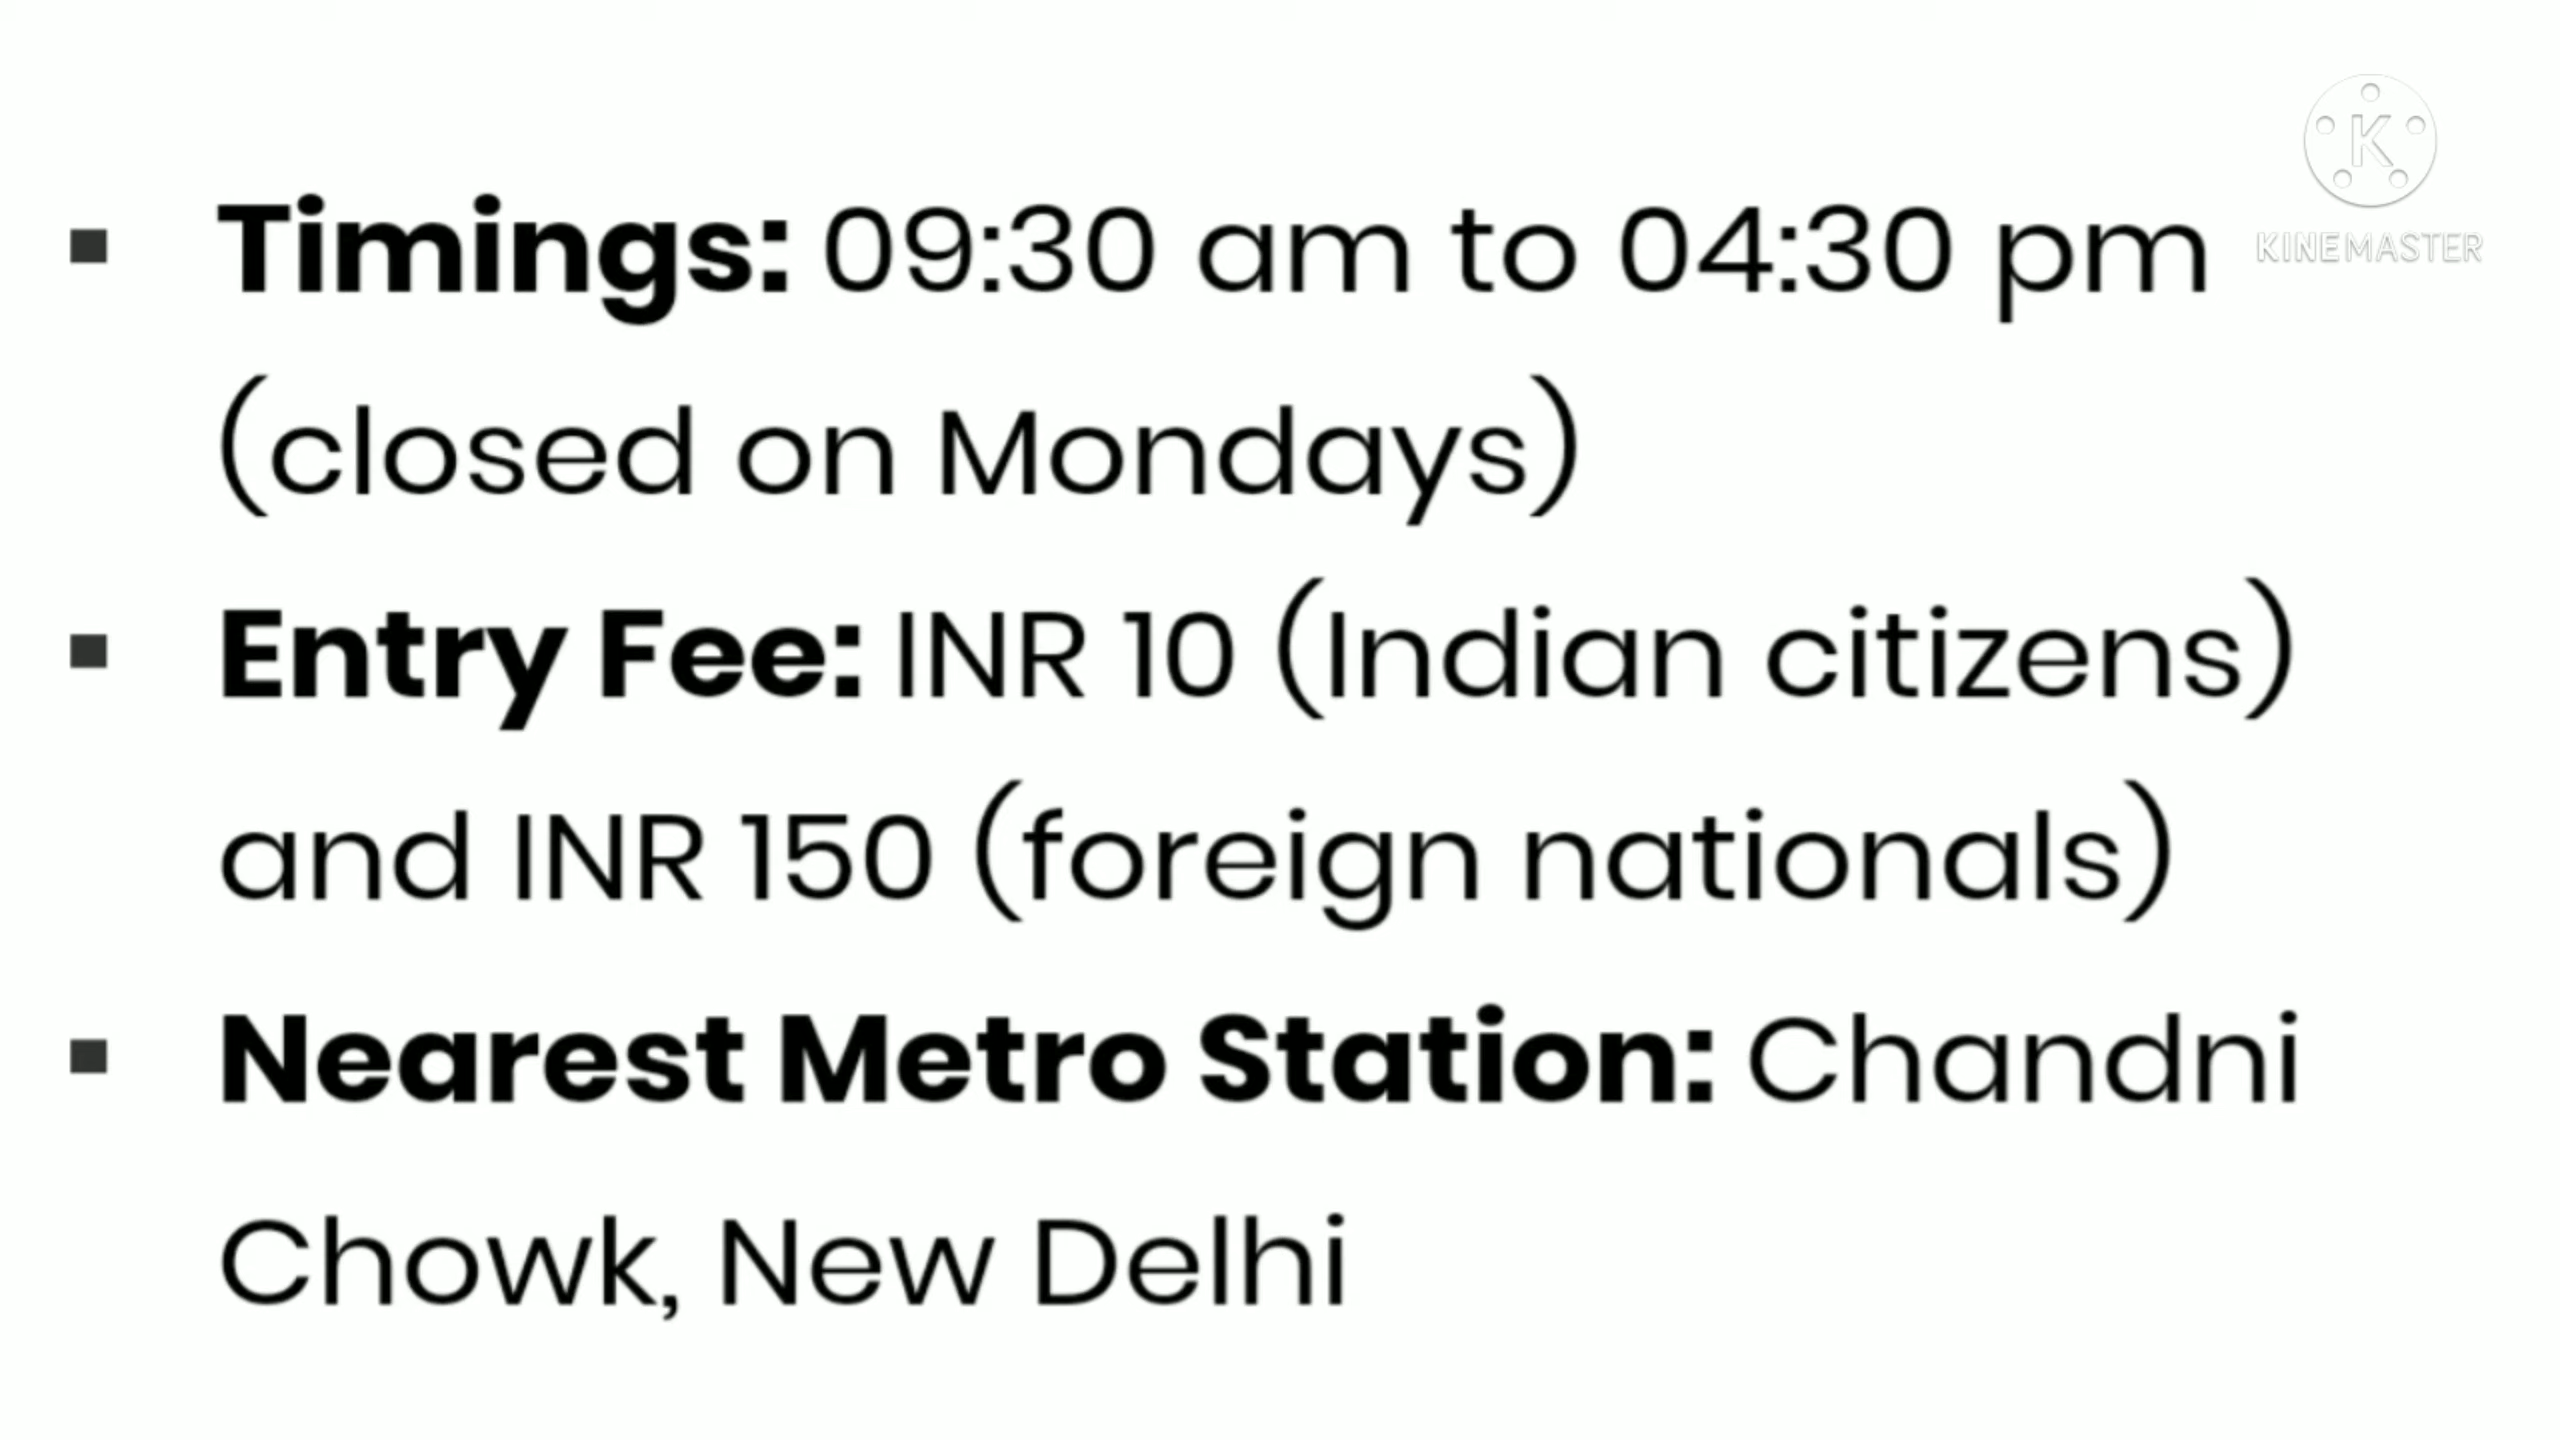 ▪ Timings: 09:30 am to 04:30 pm
(closed on Mondays)
▪ Entry Fee: INR 10 (Indian citizens)
and INR 150 (foreign nationals)
▪ Nearest Metro Station: Chandni
Chowk, New Delhi
K
KINEMASTER